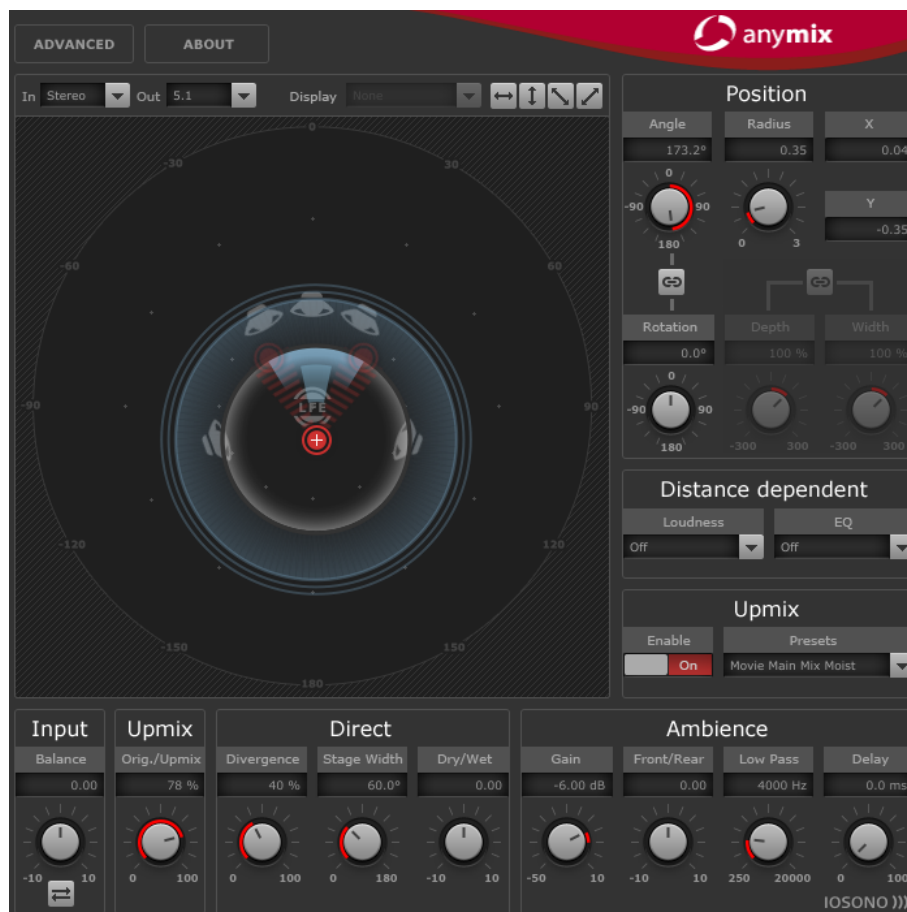 ADVANCED ABOUT anymix
In Stereo Out 5.1 Display None
Position
Angle Radius X
173.2° 0.35 0.04
0
-90 90
180 0 3
Y
-0.35
Rotation Depth Width
0.0° 100 % 100 %
0
-90 90
180 -300 300 -300 300
0
-30 30
-60 60
-90 90
-120 120
-150 150
180
LFE
Distance dependent
Loudness EQ
Off Off
Upmix
Enable Presets
On Movie Main Mix Moist
Input Upmix Direct Ambience
Balance Orig./Upmix Divergence Stage Width Dry/Wet Gain Front/Rear Low Pass Delay
0.00 78 % 40 % 60.0° 0.00 -6.00 dB 0.00 4000 Hz 0.0 ms
-10 10 0 100 0 100 0 180 -10 10 -50 10 -10 10 250 20000 0 100
IOSONO )))